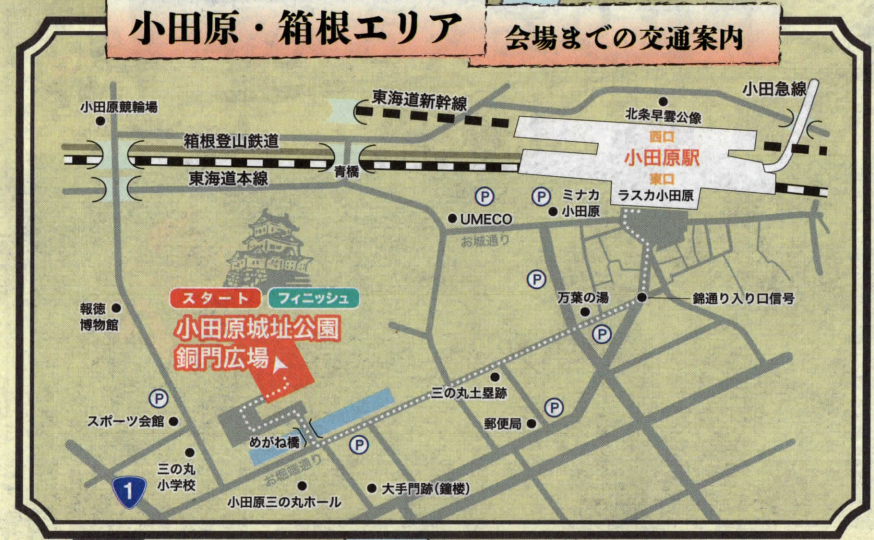 小田原・箱根エリア
会場までの交通案内
小田急線
東海道新幹線
小田原競輪場
北条早雲公像
西口
箱根登山鉄道
小田原駅
青橋
東海道本線
東口
P
P
ミナカ
小田原
ラスカ小田原
UMECO
お城通り
P
スタート
フィニッシュ
万葉の湯
錦通り入り口信号
報徳
博物館
小田原城址公園
銅門広場
P
三の丸土塁跡
P
P
スポーツ会館
郵便局
めがね橋
P
お堀端通り
三の丸
小学校
1
小田原三の丸ホール
大手門跡(鐘楼)